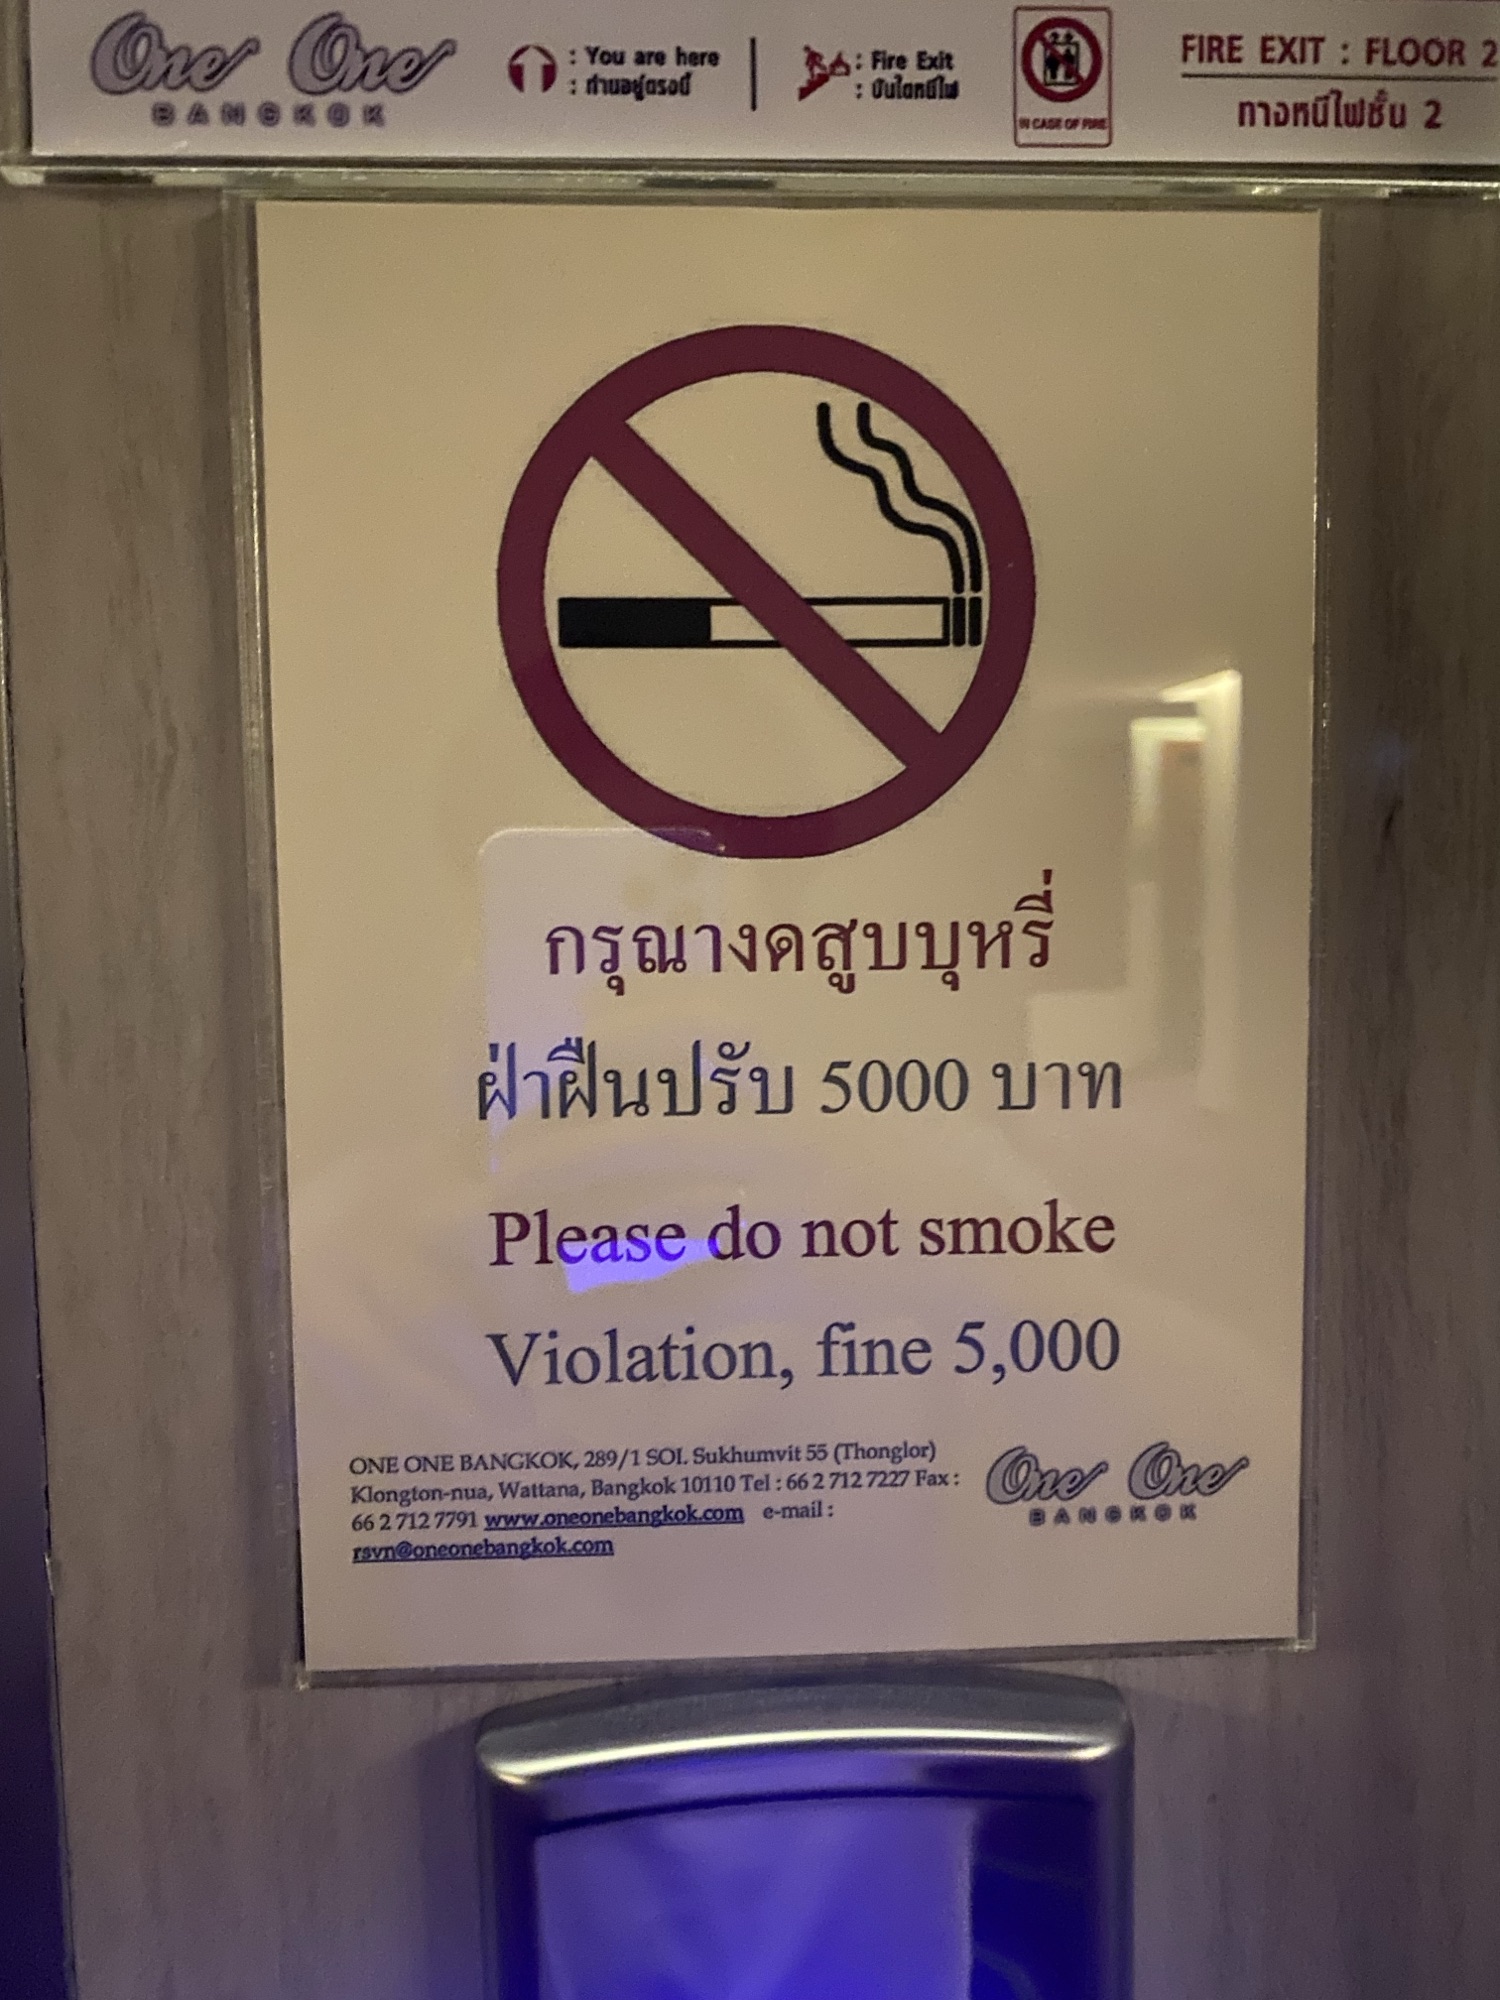 One One
BANGKOK
: You are here
: ท่านอยู่ตรงนี้
: Fire Exit
: บันไดหนีไฟ
IN CASE OF FIRE
FIRE EXIT : FLOOR 2
ทางหนีไฟชั้น 2
กรุณางดสูบบุหรี่
ฝ่าฝืนปรับ 5000 บาท
Please do not smoke
Violation, fine 5,000
ONE ONE BANGKOK, 289/1 SOI. Sukhumvit 55 (Thonglor)
Klongton-nua, Wattana, Bangkok 10110 Tel : 66 2 712 7227 Fax :
66 2 712 7791 www.oneonebangkok.com e-mail :
rsvn@oneonebangkok.com
One One
BANGKOK